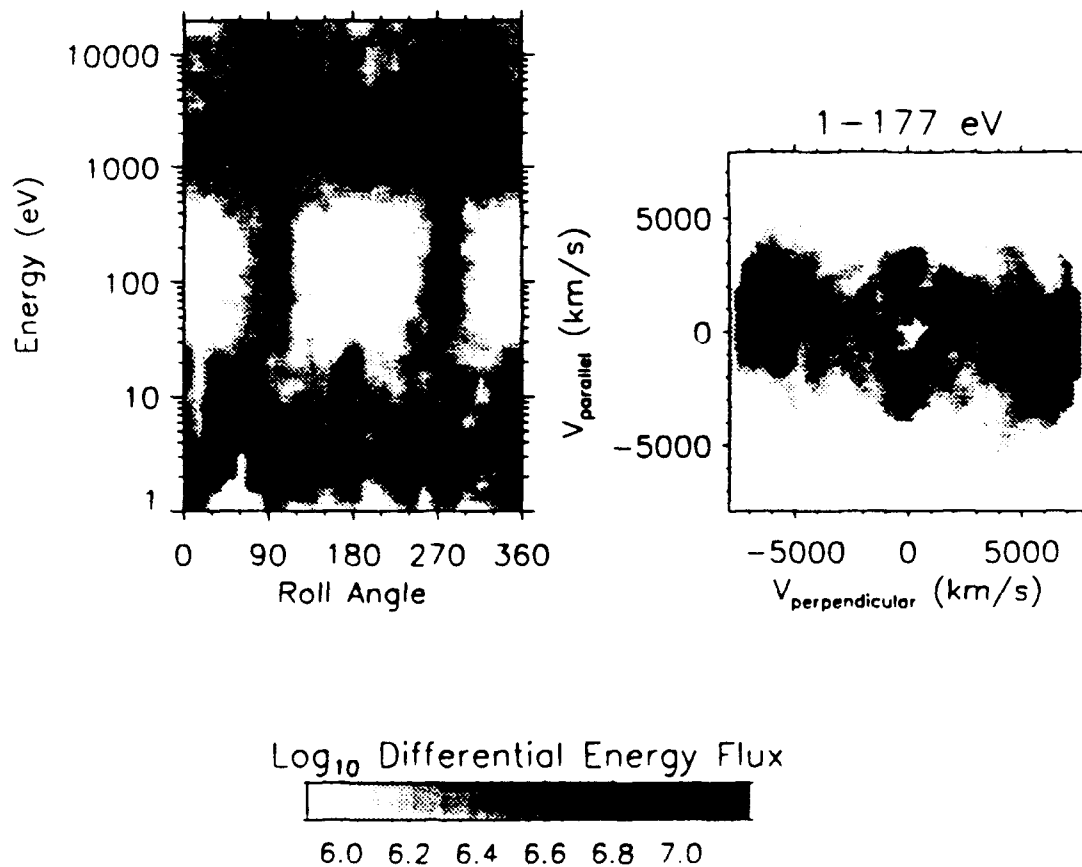 10000
1000
100
10
1
Energy (eV)
0 90 180 270 360
Roll Angle
1-177 eV
5000
0
-5000
V_parallel (km/s)
-5000 0 5000
V_perpendicular (km/s)
Log10 Differential Energy Flux
6.0 6.2 6.4 6.6 6.8 7.0